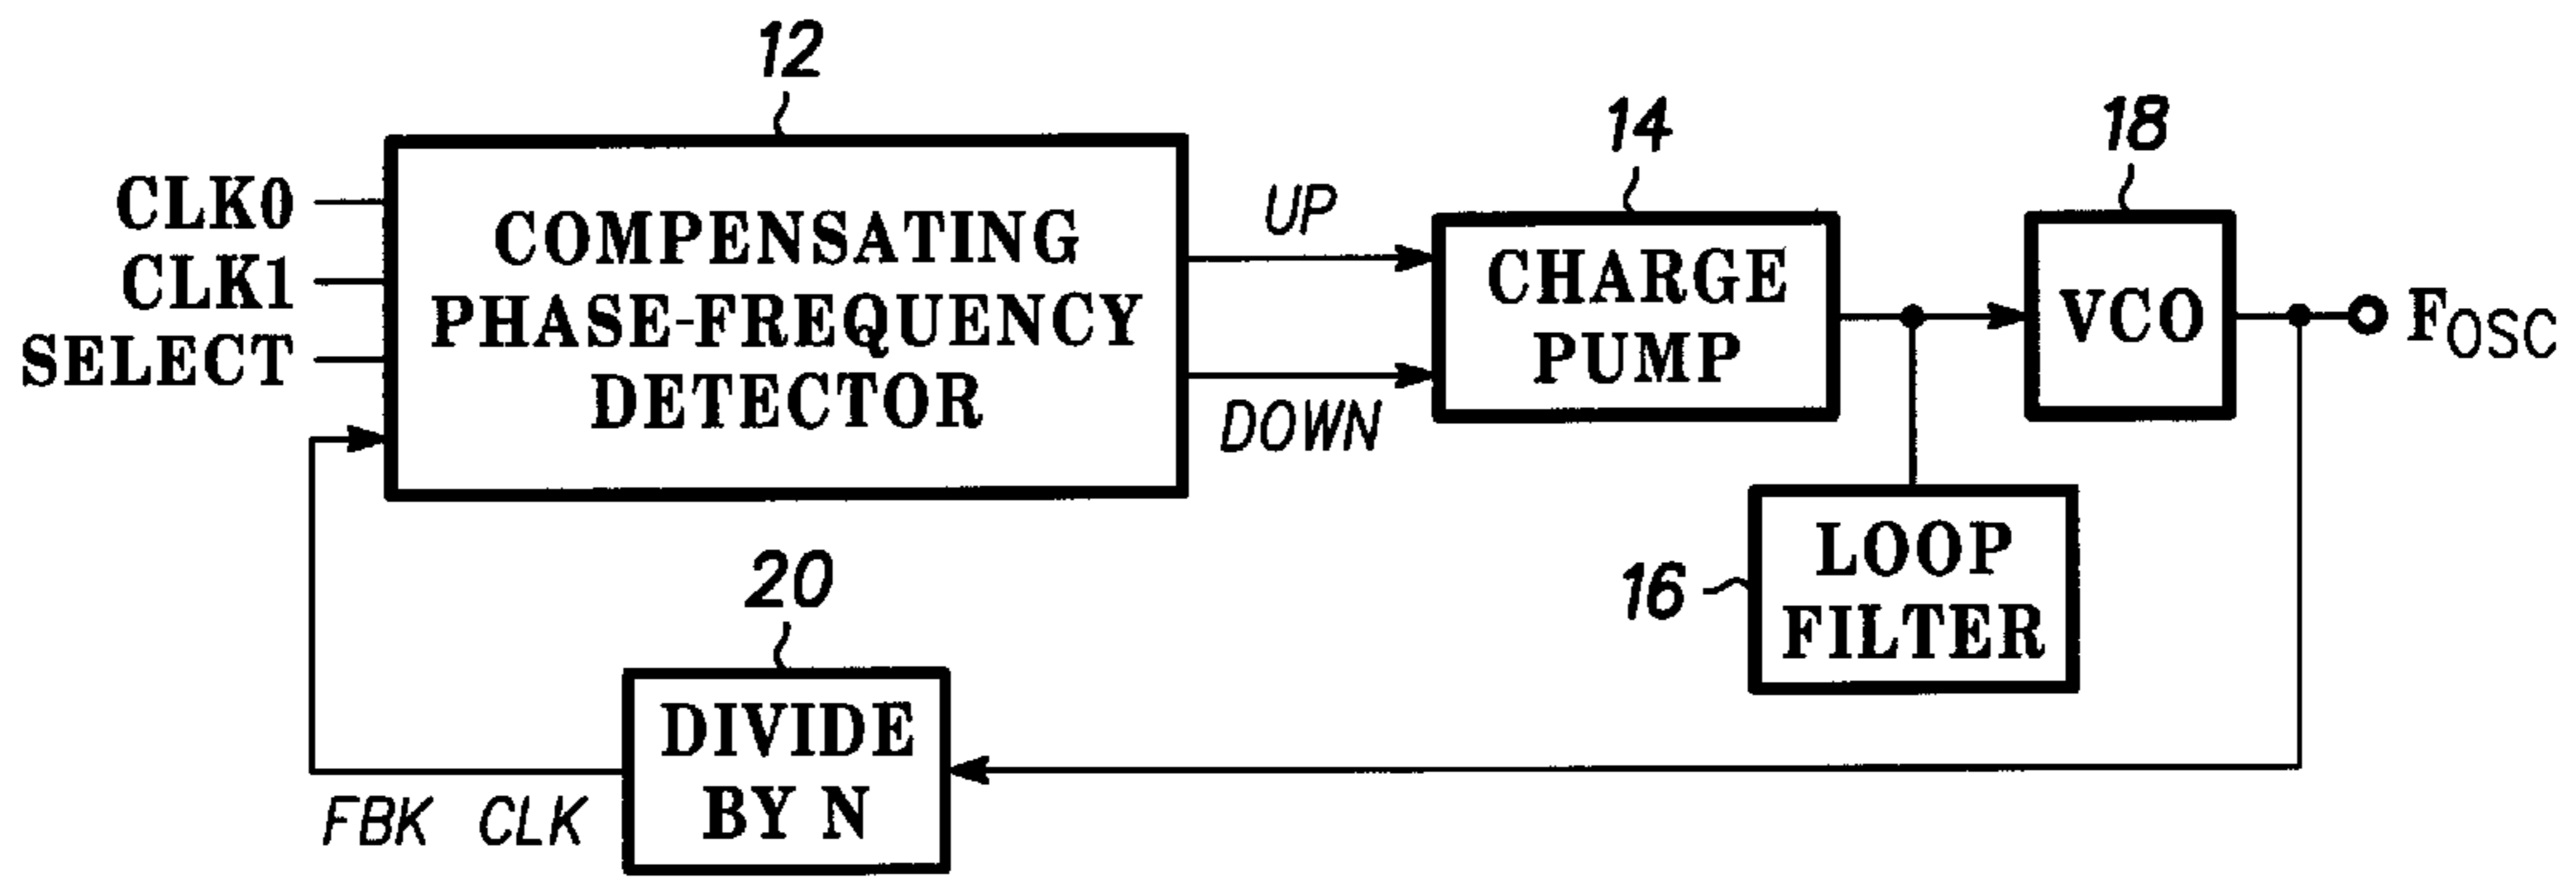 12
14
18
CLK0
CLK1
SELECT
COMPENSATING
PHASE-FREQUENCY
DETECTOR
UP
DOWN
CHARGE
PUMP
VCO
FOSC
16
LOOP
FILTER
20
DIVIDE
BY N
FBK CLK